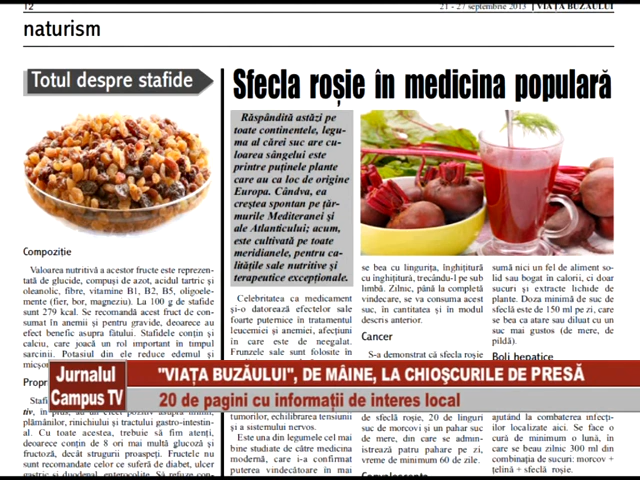 12
21 - 27 septembrie 2013 | VIAȚA BUZĂULUI
naturism
Totul despre stafide
Sfecla roșie în medicina populară
Compoziție
Valoarea nutritivă a acestor fructe este reprezen-
tată de glucide, compuși de azot, acidul tartric și
oleanolic, fibre, vitamine B1, B2, B5, oligoele-
mente (fier, bor, magneziu). La 100 g de stafide
sunt 279 kcal. Se recomandă acest fruct de con-
sumat în anemii și pentru gravide, deoarece au
efect benefic asupra fătului. Stafidele conțin și
calciu, care joacă un rol important în timpul
sarcinii. Potasiul din ele reduce edemul și
Răspândită astăzi pe
toate continentele, legu-
ma al cărei suc are cu-
loarea sângelui este
printre puținele plante
care au ca loc de origine
Europa. Cândva, ea
creștea spontan pe țăr-
murile Mediteranei și
ale Atlanticului; acum,
este cultivată pe toate
meridianele, pentru ca-
litățile sale nutritive și
terapeutice excepționale.
Celebritatea ca medicament
și-o datorează efectelor sale
foarte puternice în tratamentul
leucemiei și anemiei, afecțiuni
în care este de neegalat.
Frunzele sale sunt folosite în
se bea cu lingurița, înghițitură
cu înghițitură, trecându-l pe sub
limbă. Zilnic, până la completă
vindecare, se va consuma acest
suc, în cantitatea și în modul
descris anterior.
Cancer
S-a demonstrat că sfecla roșie
sumă nici un fel de aliment so-
lid sau bogat în calorii, ci doar
sucuri și extracte lichide de
plante. Doza minimă de suc de
sfeclă este de 150 ml pe zi, care
se bea ca atare sau diluat cu un
suc mai gustos (de mere, de
pildă).
Boli hepatice
Jurnalul
Campus TV
"VIAȚA BUZĂULUI", DE MÂINE, LA CHIOȘCURILE DE PRESĂ
20 de pagini cu informații de interes local
plămânilor, rinichiului și tractului gastro-intesti-
nal. Cu toate acestea, trebuie să fim atenți,
deoarece conțin de 8 ori mai multă glucoză și
fructoză, decât strugurii proaspeți. Fructele nu
sunt recomandate celor ce suferă de diabet, ulcer
tumorilor, echilibrarea tensiunii
și a sistemului nervos.
Este una din legumele cel mai
bine studiate de către medicina
modernă, care i-a confirmat
puterea vindecătoare în mai
de sfeclă roșie, 20 de linguri
suc de morcovi și un pahar suc
de mere, din care se admin-
istrează patru pahare pe zi,
vreme de minimum 60 de zile.
ajutând la combaterea infecți-
ilor localizate aici. Se face o
cură de minimum o lună, în
care se beau zilnic 300 ml din
combinația de sucuri: morcov +
țelină + sfeclă roșie.